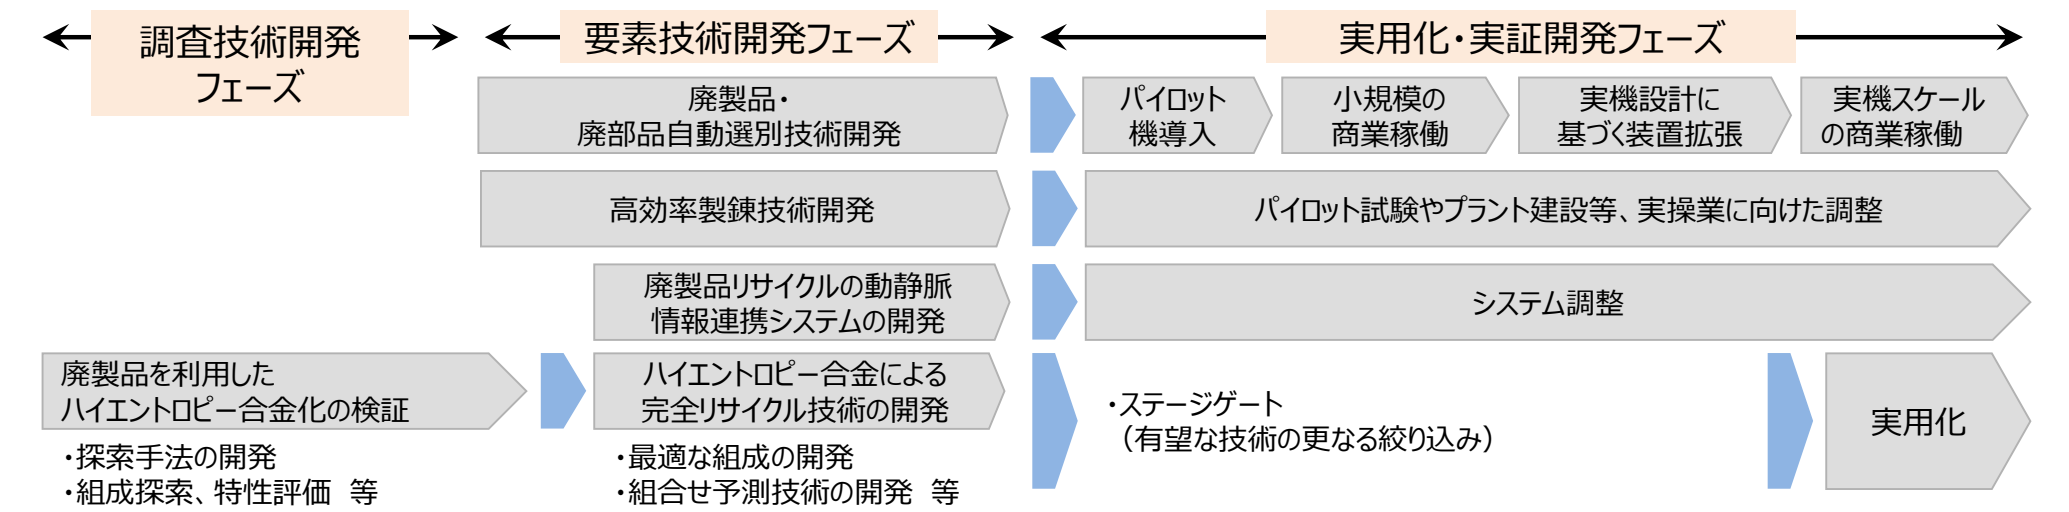 調査技術開発
フェーズ
要素技術開発フェーズ
実用化・実証開発フェーズ
廃製品・
廃部品自動選別技術開発
パイロット
機導入
小規模の
商業稼働
実機設計に
基づく装置拡張
実機スケール
の商業稼働
高効率製錬技術開発
パイロット試験やプラント建設等、実操業に向けた調整
廃製品リサイクルの動静脈
情報連携システムの開発
システム調整
廃製品を利用した
ハイエントロピー合金化の検証
・探索手法の開発
・組成探索、特性評価　等
ハイエントロピー合金による
完全リサイクル技術の開発
・最適な組成の開発
・組合せ予測技術の開発　等
・ステージゲート
（有望な技術の更なる絞り込み）
実用化